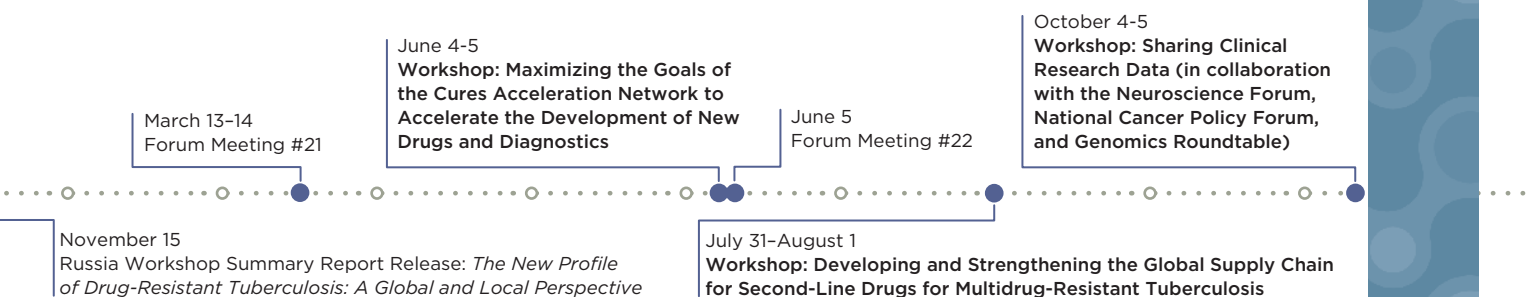 March 13–14
Forum Meeting #21
June 4-5
Workshop: Maximizing the Goals of
the Cures Acceleration Network to
Accelerate the Development of New
Drugs and Diagnostics
June 5
Forum Meeting #22
October 4-5
Workshop: Sharing Clinical
Research Data (in collaboration
with the Neuroscience Forum,
National Cancer Policy Forum,
and Genomics Roundtable)
November 15
Russia Workshop Summary Report Release: The New Profile
of Drug-Resistant Tuberculosis: A Global and Local Perspective
July 31–August 1
Workshop: Developing and Strengthening the Global Supply Chain
for Second-Line Drugs for Multidrug-Resistant Tuberculosis